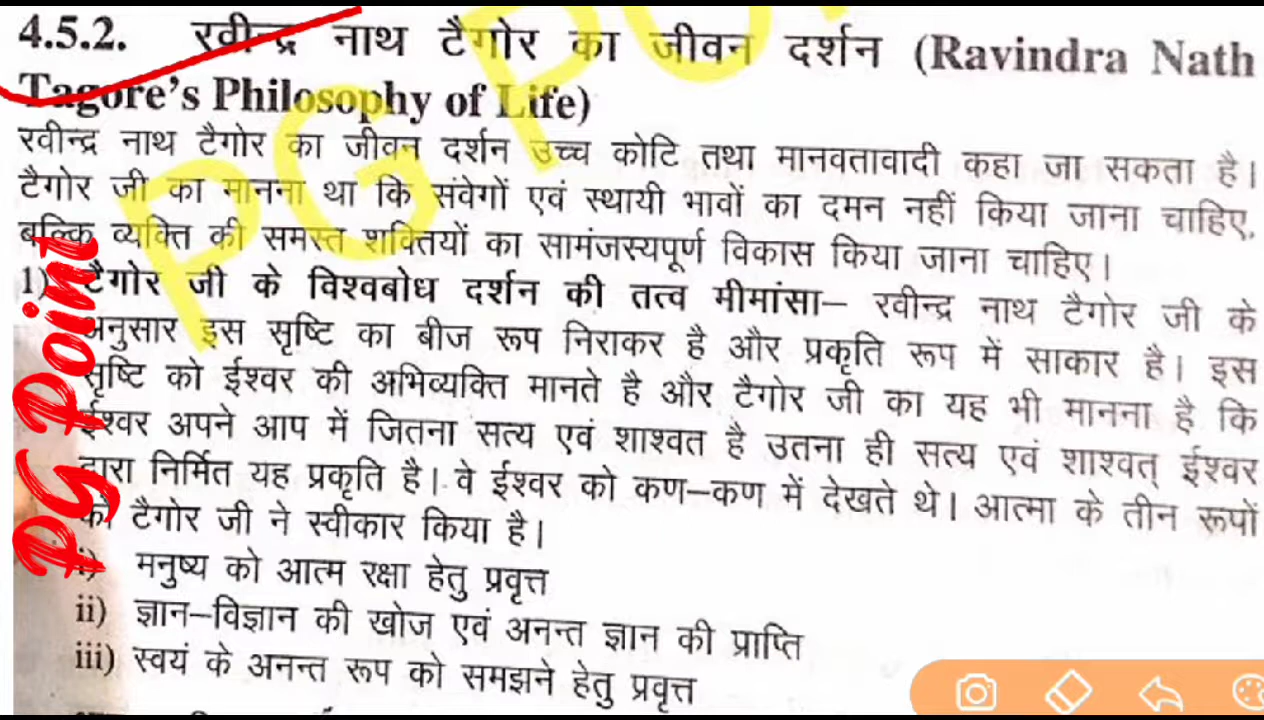 4.5.2. रवीन्द्र नाथ टैगोर का जीवन दर्शन (Ravindra Nath
Tagore's Philosophy of Life)
रवीन्द्र नाथ टैगोर का जीवन दर्शन उच्च कोटि तथा मानवतावादी कहा जा सकता है।
टैगोर जी का मानना था कि संवेगों एवं स्थायी भावों का दमन नहीं किया जाना चाहिए,
बल्कि व्यक्ति की समस्त शक्तियों का सामंजस्यपूर्ण विकास किया जाना चाहिए।
1) टैगोर जी के विश्वबोध दर्शन की तत्व मीमांसा– रवीन्द्र नाथ टैगोर जी के
अनुसार इस सृष्टि का बीज रूप निराकर है और प्रकृति रूप में साकार है। इस
सृष्टि को ईश्वर की अभिव्यक्ति मानते है और टैगोर जी का यह भी मानना है कि
ईश्वर अपने आप में जितना सत्य एवं शाश्वत है उतना ही सत्य एवं शाश्वत् ईश्वर
द्वारा निर्मित यह प्रकृति है। वे ईश्वर को कण–कण में देखते थे। आत्मा के तीन रूपों
को टैगोर जी ने स्वीकार किया है।
i) मनुष्य को आत्म रक्षा हेतु प्रवृत्त
ii) ज्ञान–विज्ञान की खोज एवं अनन्त ज्ञान की प्राप्ति
iii) स्वयं के अनन्त रूप को समझने हेतु प्रवृत्त
PG Point